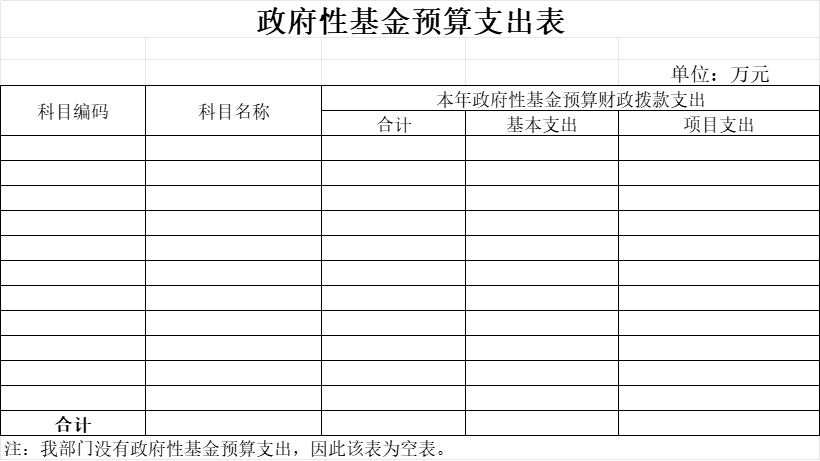 政府性基金预算支出表
单位：万元
科目编码 科目名称 本年政府性基金预算财政拨款支出
合计 基本支出 项目支出
合计
注：我部门没有政府性基金预算支出，因此该表为空表。